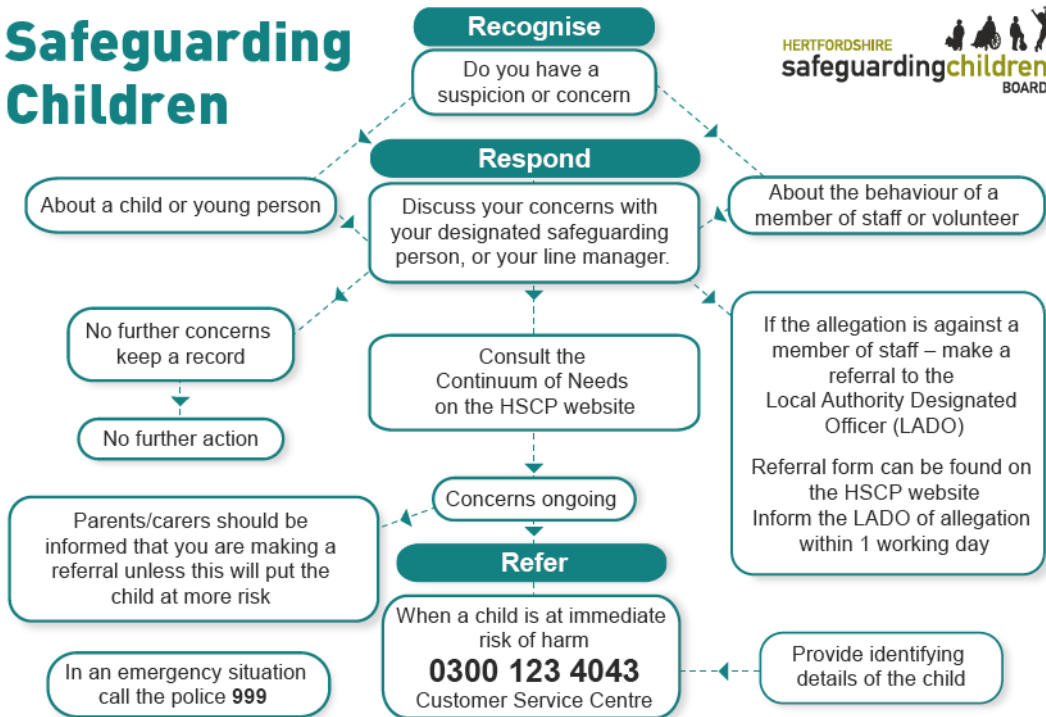 Safeguarding
Children
HERTFORDSHIRE
safeguardingchildren
BOARD
Recognise
Do you have a
suspicion or concern
Respond
About a child or young person
Discuss your concerns with
your designated safeguarding
person, or your line manager.
About the behaviour of a
member of staff or volunteer
No further concerns
keep a record
No further action
Consult the
Continuum of Needs
on the HSCP website
If the allegation is against a
member of staff – make a
referral to the
Local Authority Designated
Officer (LADO)
Referral form can be found on
the HSCP website
Inform the LADO of allegation
within 1 working day
Concerns ongoing
Parents/carers should be
informed that you are making a
referral unless this will put the
child at more risk
Refer
When a child is at immediate
risk of harm
0300 123 4043
Customer Service Centre
Provide identifying
details of the child
In an emergency situation
call the police 999